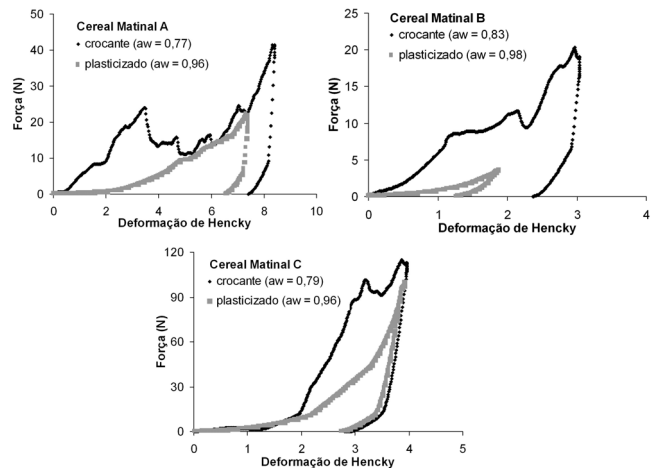 Cereal Matinal A
crocante (aw = 0,77)
plasticizado (aw = 0,96)
Força (N)
50
40
30
20
10
0
0 2 4 6 8 10
Deformação de Hencky
Cereal Matinal B
crocante (aw = 0,83)
plasticizado (aw = 0,98)
Força (N)
25
20
15
10
5
0
0 1 2 3 4
Deformação de Hencky
Cereal Matinal C
crocante (aw = 0,79)
plasticizado (aw = 0,96)
Força (N)
120
90
60
30
0
0 1 2 3 4 5
Deformação de Hencky